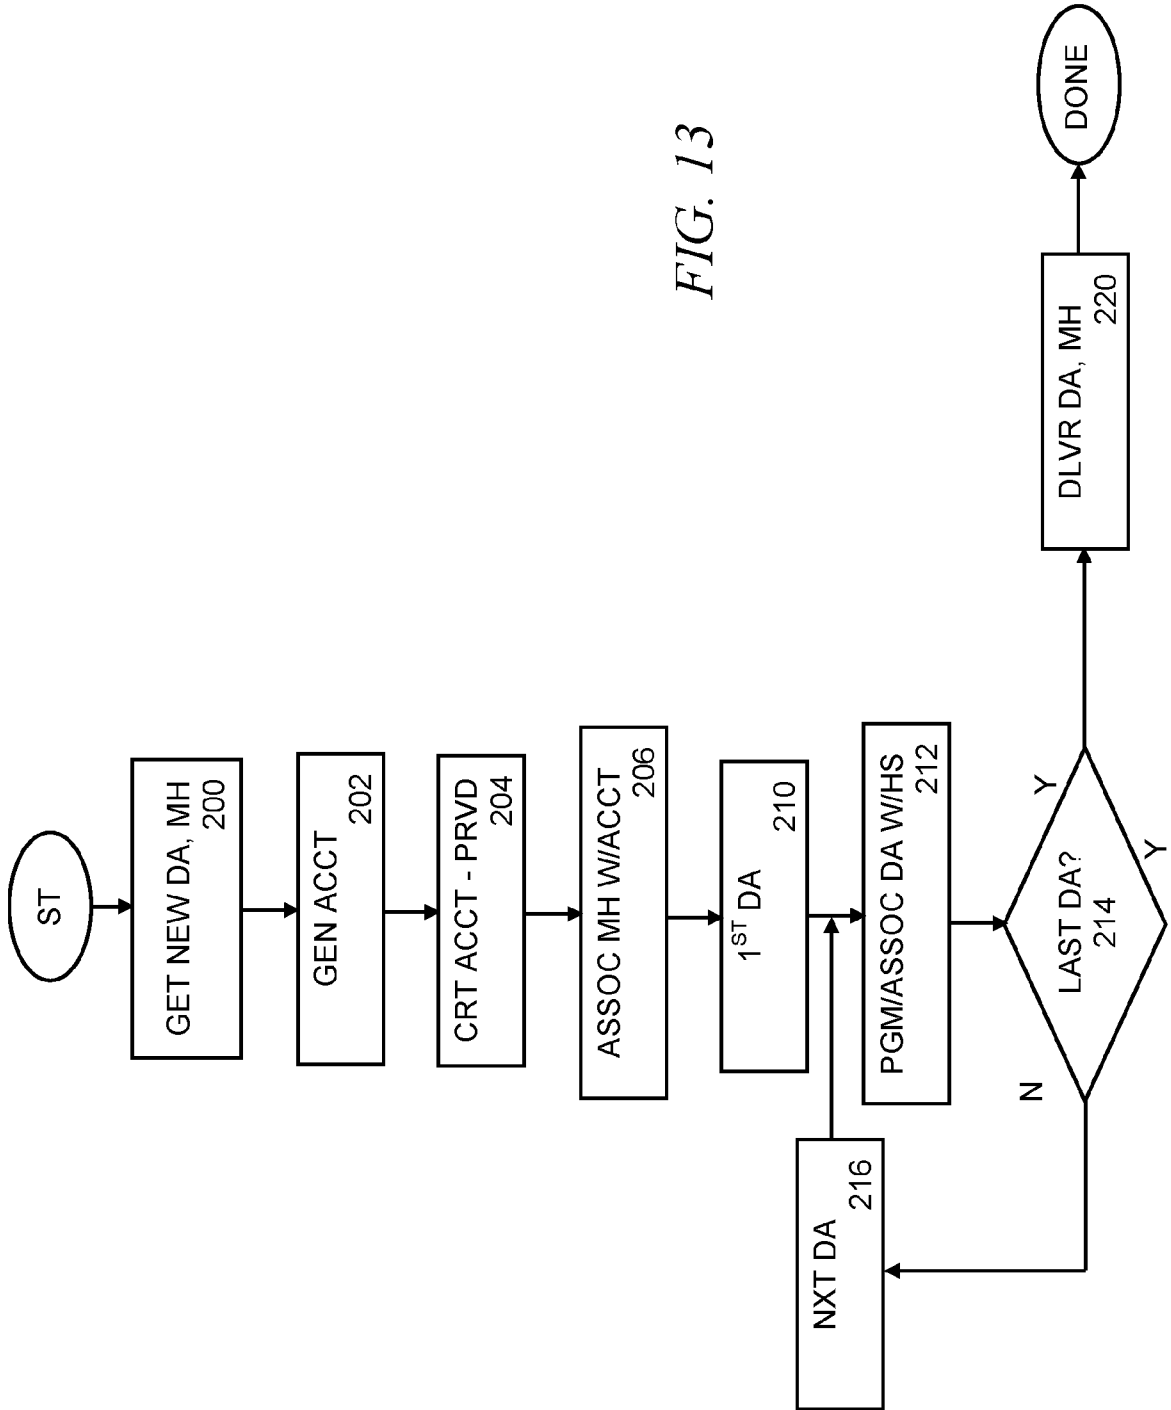 ST
GET NEW DA, MH
200
GEN ACCT
202
CRT ACCT - PRVD
204
ASSOC MH W/ACCT
206
1ST DA
210
PGM/ASSOC DA W/HS
212
LAST DA?
214
N
Y
Y
NXT DA
216
DLVR DA, MH
220
DONE
FIG. 13